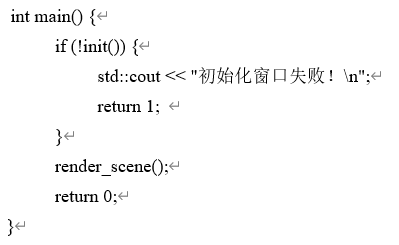 int main() {
if (!init()) {
std::cout << "初始化窗口失败！\n";
return 1;
}
render_scene();
return 0;
}